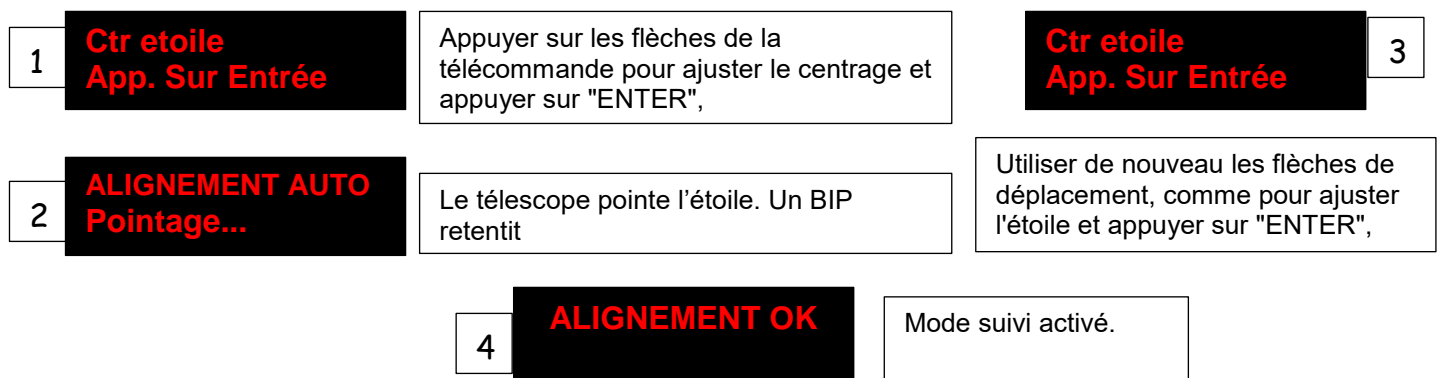 1
Ctr etoile
App. Sur Entrée
Appuyer sur les flèches de la
télécommande pour ajuster le centrage et
appuyer sur "ENTER",
2
ALIGNEMENT AUTO
Pointage...
Le télescope pointe l’étoile. Un BIP
retentit
Ctr etoile
App. Sur Entrée
3
Utiliser de nouveau les flèches de
déplacement, comme pour ajuster
l'étoile et appuyer sur "ENTER",
4
ALIGNEMENT OK
Mode suivi activé.